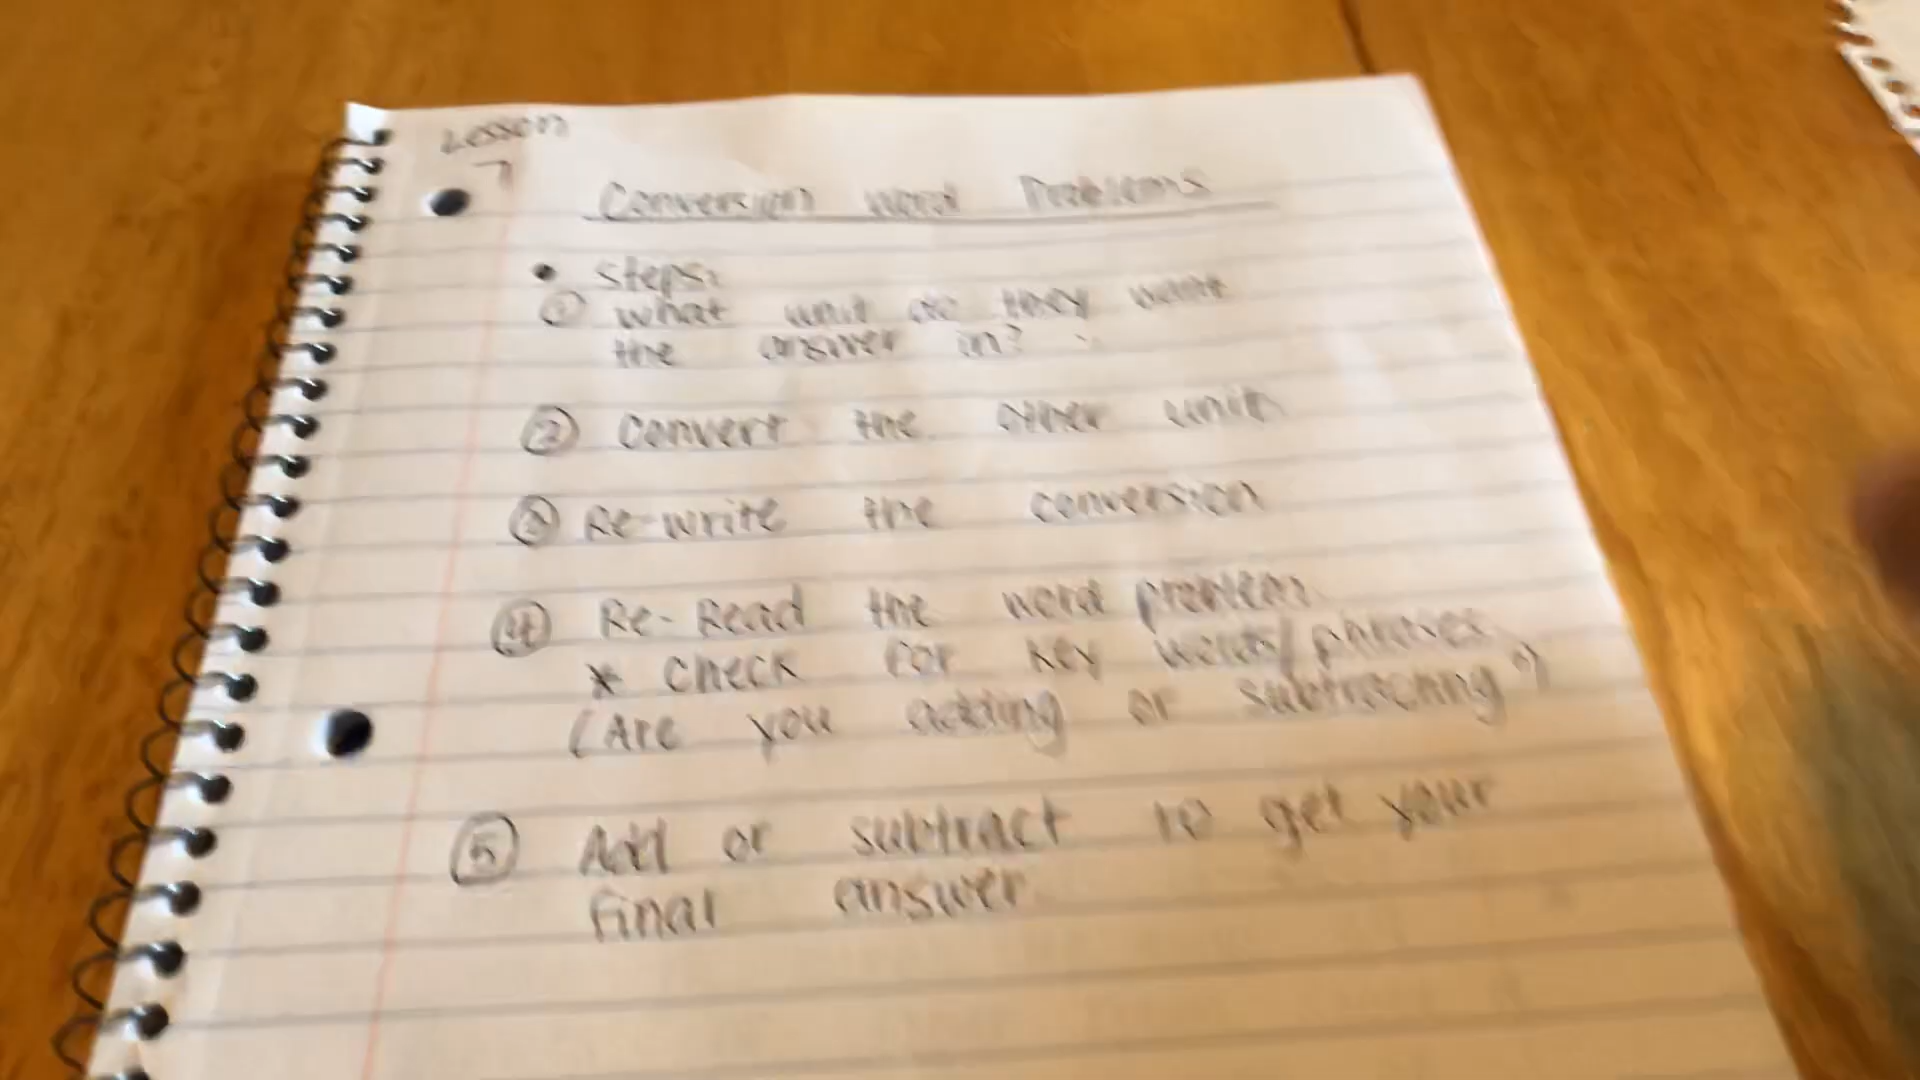 Lesson
7
Conversion Word Problems
• Steps:
① What unit do they want
the answer in?
② Convert the other unit
③ Re-write the conversion
④ Re-Read the word problem
* Check for key words/phrases
(Are you adding or subtracting?)
⑤ Add or subtract to get your
final answer